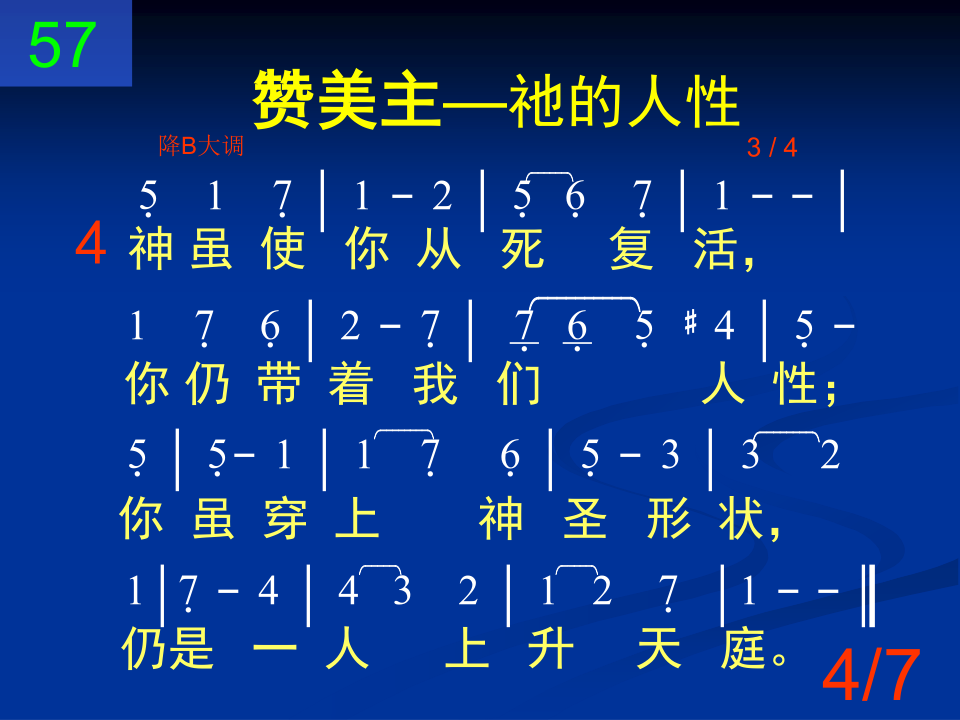 57
赞美主—祂的人性
降B大调 3 / 4
5̣ 1 7̣ | 1 - 2 | 5̣ 6̣ 7̣ | 1 - - |
4 神虽使你从死复活，
1 7̣ 6̣ | 2 - 7̣ | 7̣ 6̣ 5̣ ♯4 | 5̣ -
你仍带着我们人性；
5̣ | 5̣ - 1 | 1 7̣ 6̣ | 5̣ - 3 | 3 2
你虽穿上神圣形状，
1 | 7̣ - 4 | 4 3 2 | 1 2 7̣ | 1 - - ‖
仍是一人上升天庭。
4/7